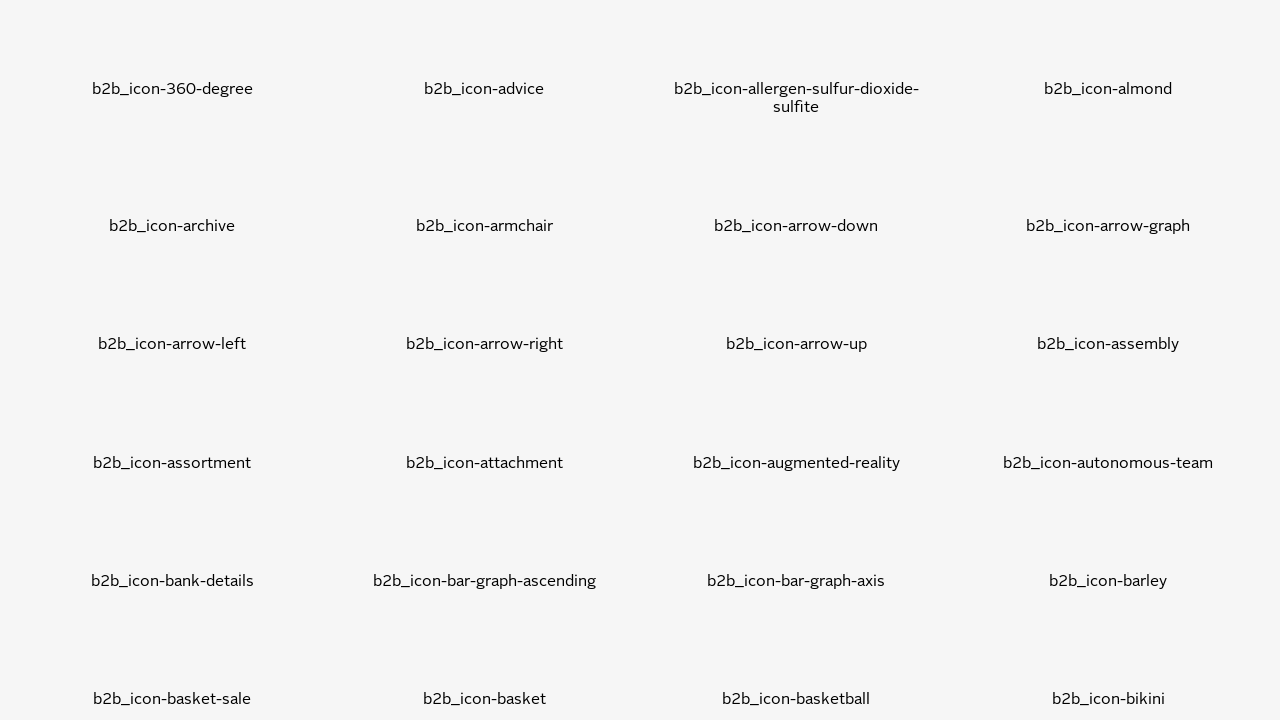 b2b_icon-360-degree
b2b_icon-advice
b2b_icon-allergen-sulfur-dioxide-
sulfite
b2b_icon-almond
b2b_icon-archive
b2b_icon-armchair
b2b_icon-arrow-down
b2b_icon-arrow-graph
b2b_icon-arrow-left
b2b_icon-arrow-right
b2b_icon-arrow-up
b2b_icon-assembly
b2b_icon-assortment
b2b_icon-attachment
b2b_icon-augmented-reality
b2b_icon-autonomous-team
b2b_icon-bank-details
b2b_icon-bar-graph-ascending
b2b_icon-bar-graph-axis
b2b_icon-barley
b2b_icon-basket-sale
b2b_icon-basket
b2b_icon-basketball
b2b_icon-bikini